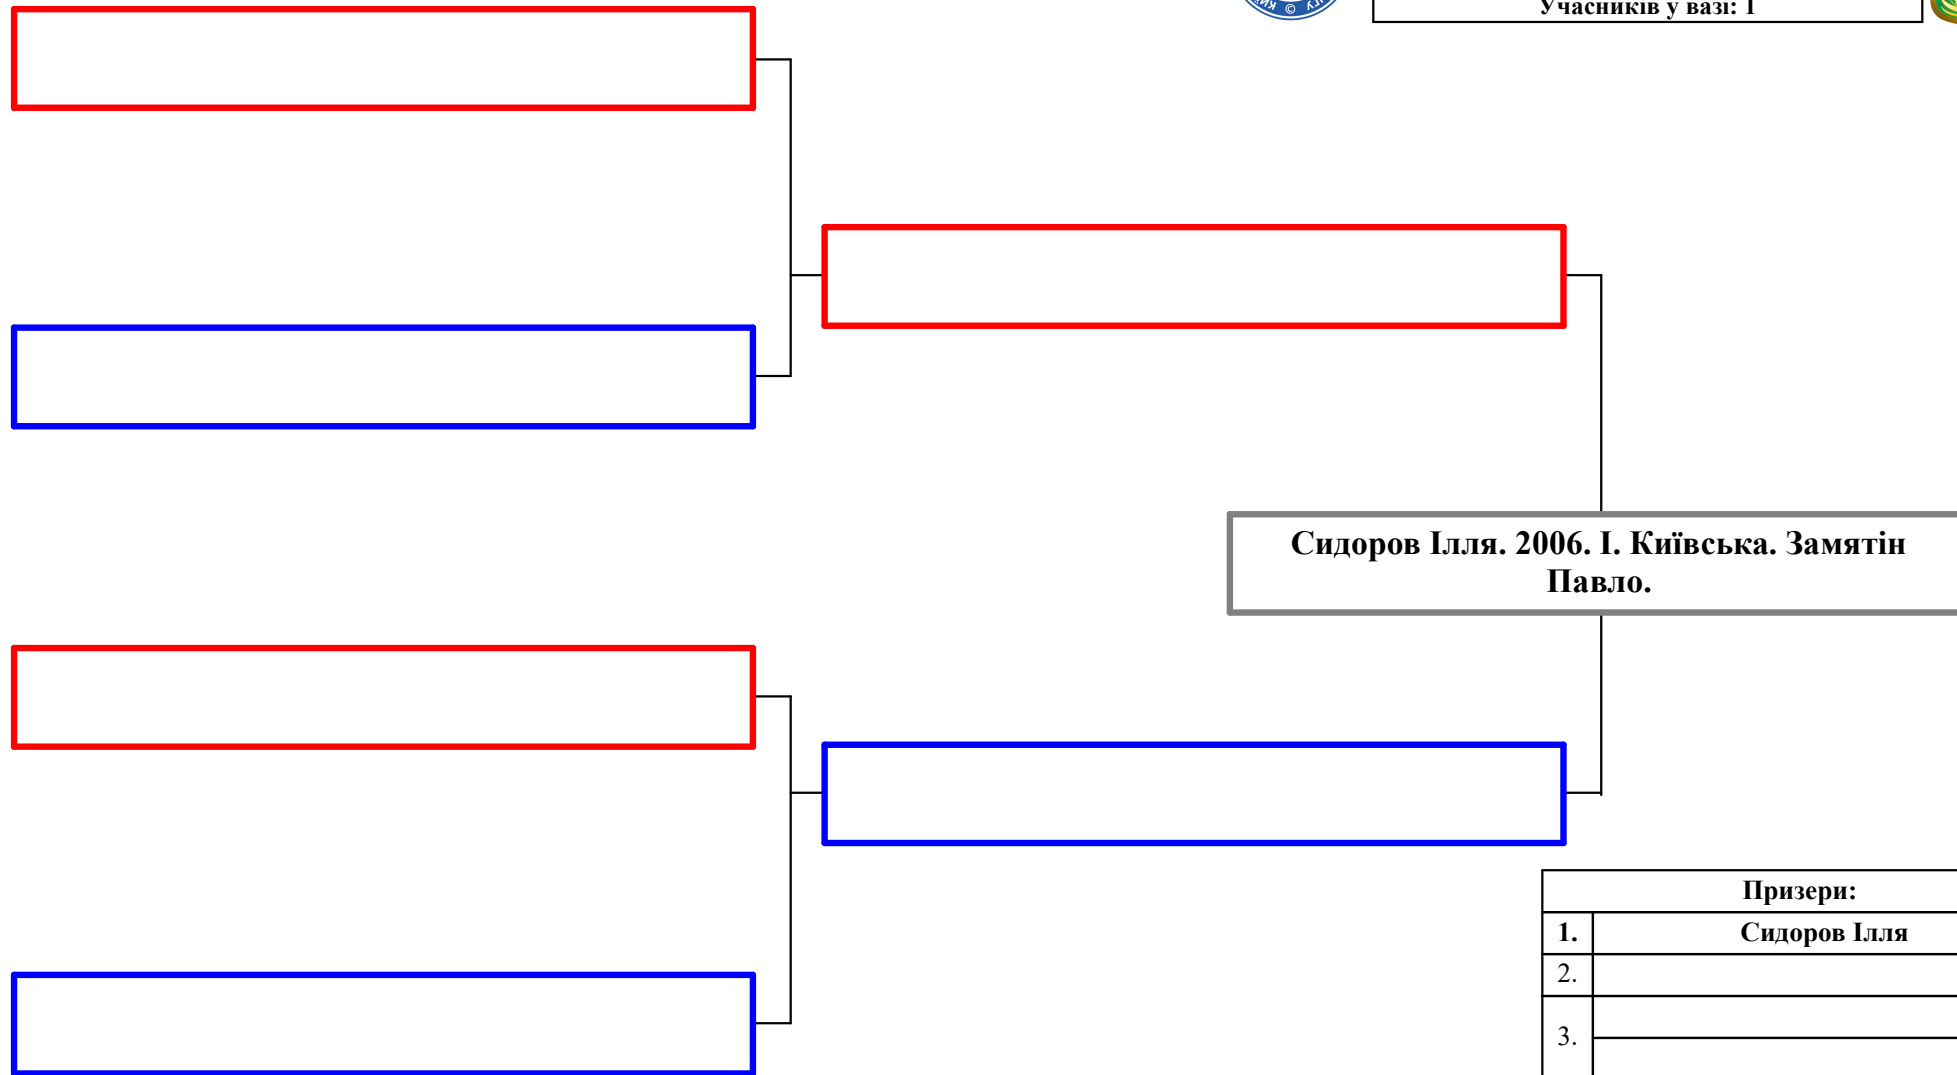 Учасників у вазі: 1
Сидоров Ілля. 2006. І. Київська. Замятін
Павло.
Призери:
1. Сидоров Ілля
2.
3.